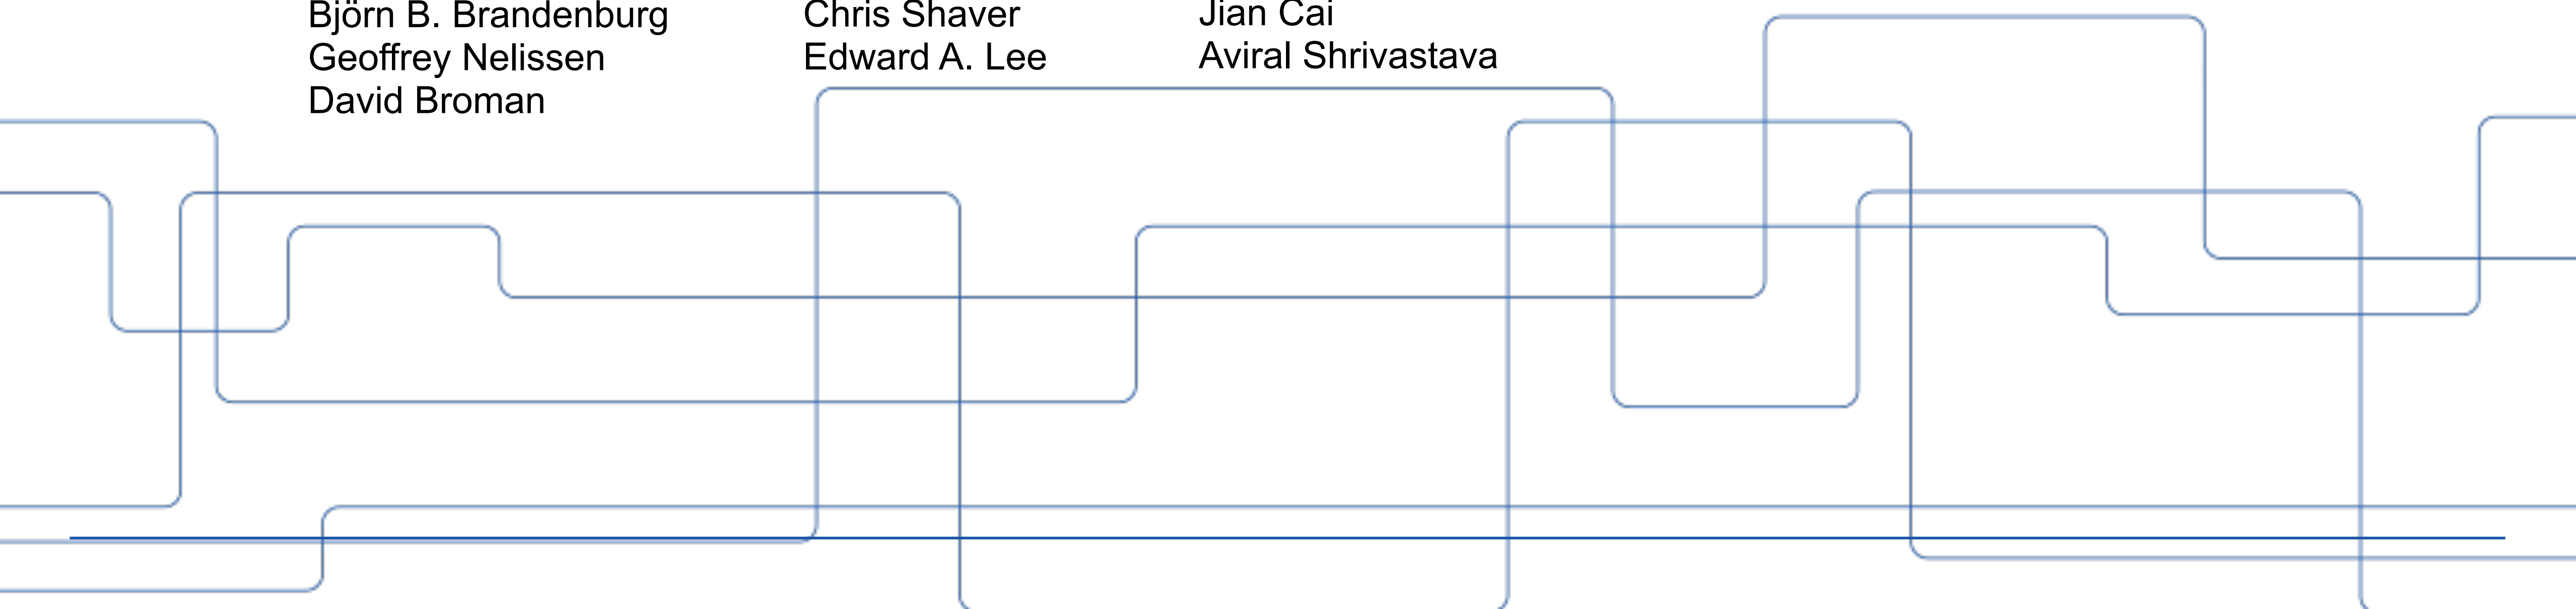 Björn B. Brandenburg
Geoffrey Nelissen
David Broman
Chris Shaver
Edward A. Lee
Jian Cai
Aviral Shrivastava